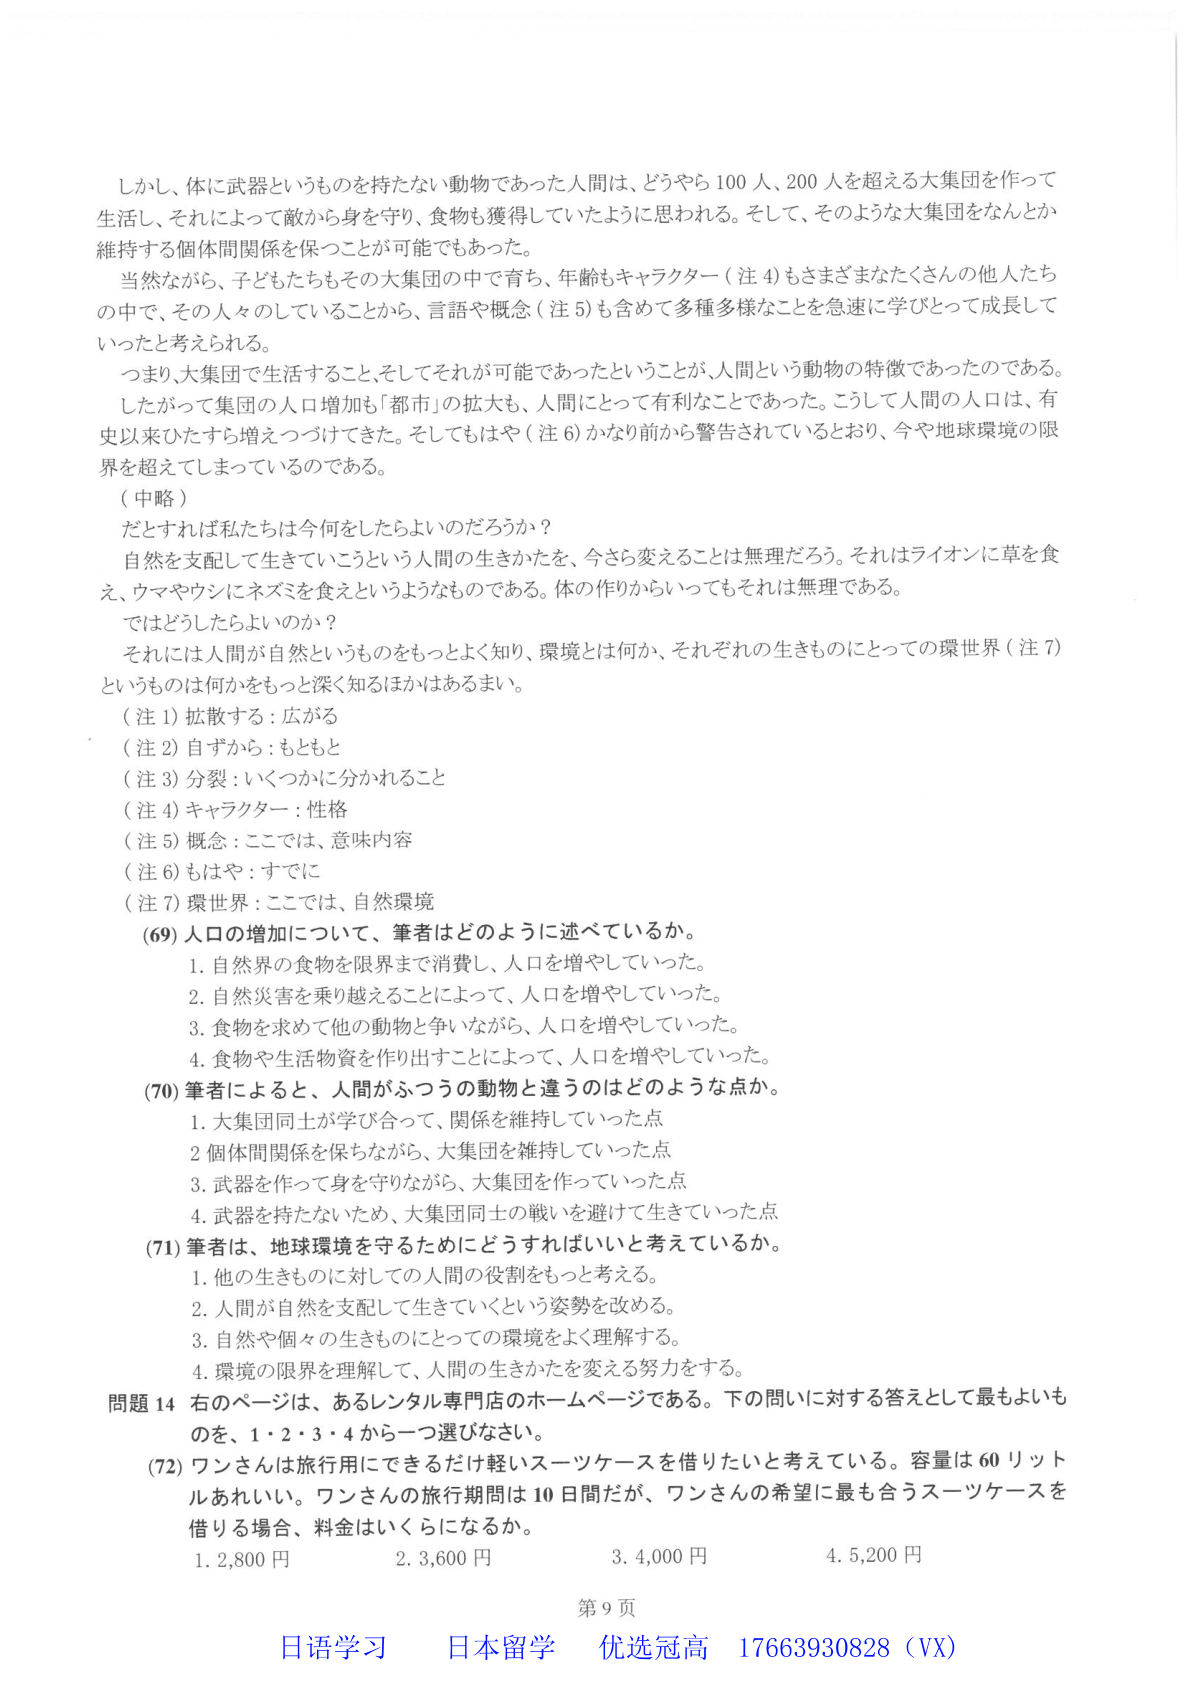 しかし、体に武器というものを持たない動物であった人間は、どうやら 100 人、200 人を超える大集団を作って
生活し、それによって敵から身を守り、食物も獲得していたように思われる。そして、そのような大集団をなんとか
維持する個体間関係を保つことが可能でもあった。
当然ながら、子どもたちもその大集団の中で育ち、年齢もキャラクター ( 注 4) もさまざまなたくさんの他人たち
の中で、その人々のしていることから、言語や概念 ( 注 5) も含めて多種多様なことを急速に学びとって成長して
いったと考えられる。
つまり、大集団で生活すること、そしてそれが可能であったということが、人間という動物の特徴であったのである。
したがって集団の人口増加も「都市」の拡大も、人間にとって有利なことであった。こうして人間の人口は、有
史以来ひたすら増えつづけてきた。そしてもはや ( 注 6) かなり前から警告されているとおり、今や地球環境の限
界を超えてしまっているのである。
( 中略 )
だとすれば私たちは今何をしたらよいのだろうか?
自然を支配して生きていこうという人間の生きかたを、今さら変えることは無理だろう。それはライオンに草を食
え、ウマやウシにネズミを食えというようなものである。体の作りからいってもそれは無理である。
ではどうしたらよいのか?
それには人間が自然というものをもっとよく知り、環境とは何か、それぞれの生きものにとっての環世界 ( 注 7)
というものは何かをもっと深く知るほかはあるまい。
( 注 1) 拡散する : 広がる
( 注 2) 自ずから : もともと
( 注 3) 分裂 : いくつかに分かれること
( 注 4) キャラクター : 性格
( 注 5) 概念 : ここでは、意味内容
( 注 6) もはや : すでに
( 注 7) 環世界 : ここでは、自然環境
(69) 人口の増加について、筆者はどのように述べているか。
1. 自然界の食物を限界まで消費し、人口を増やしていった。
2. 自然災害を乗り越えることによって、人口を増やしていった。
3. 食物を求めて他の動物と争いながら、人口を増やしていった。
4. 食物や生活物資を作り出すことによって、人口を増やしていった。
(70) 筆者によると、人間がふつうの動物と違うのはどのような点か。
1. 大集団同士が学び合って、関係を維持していった点
2 個体間関係を保ちながら、大集団を雑持していった点
3. 武器を作って身を守りながら、大集団を作っていった点
4. 武器を持たないため、大集団同士の戦いを避けて生きていった点
(71) 筆者は、地球環境を守るためにどうすればいいと考えているか。
1. 他の生きものに対しての人間の役割をもっと考える。
2. 人間が自然を支配して生きていくという姿勢を改める。
3. 自然や個々の生きものにとっての環境をよく理解する。
4. 環境の限界を理解して、人間の生きかたを変える努力をする。
問題 14 右のページは、あるレンタル専門店のホームページである。下の問いに対する答えとして最もよいも
のを、1・2・3・4 から一つ選びなさい。
(72) ワンさんは旅行用にできるだけ軽いスーツケースを借りたいと考えている。容量は 60 リット
ルあれいい。ワンさんの旅行期問は 10 日間だが、ワンさんの希望に最も合うスーツケースを
借りる場合、料金はいくらになるか。
1. 2,800 円 2. 3,600 円 3. 4,000 円 4. 5,200 円
第 9 页
日语学习 日本留学 优选冠高 17663930828（VX）